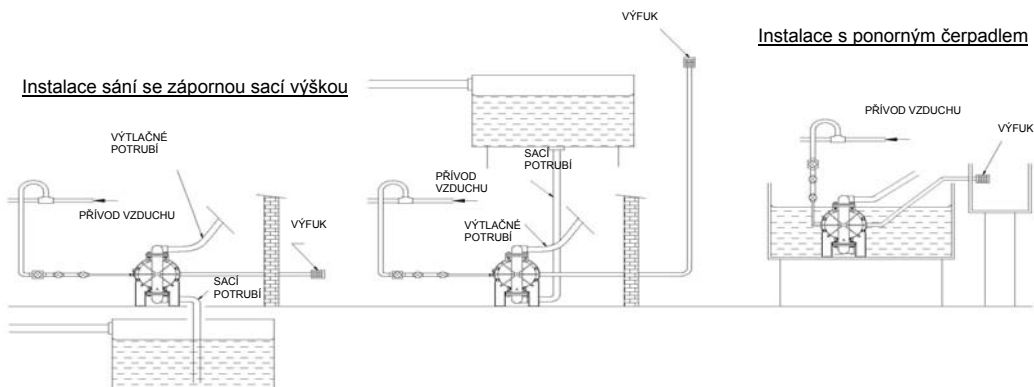 Instalace sání se zápornou sací výškou
VÝTLAČNÉ
POTRUBÍ
PŘÍVOD VZDUCHU
VÝFUK
SACÍ
POTRUBÍ
VÝFUK
SACÍ
POTRUBÍ
PŘÍVOD
VZDUCHU
VÝTLAČNÉ
POTRUBÍ
Instalace s ponorným čerpadlem
PŘÍVOD VZDUCHU
VÝFUK